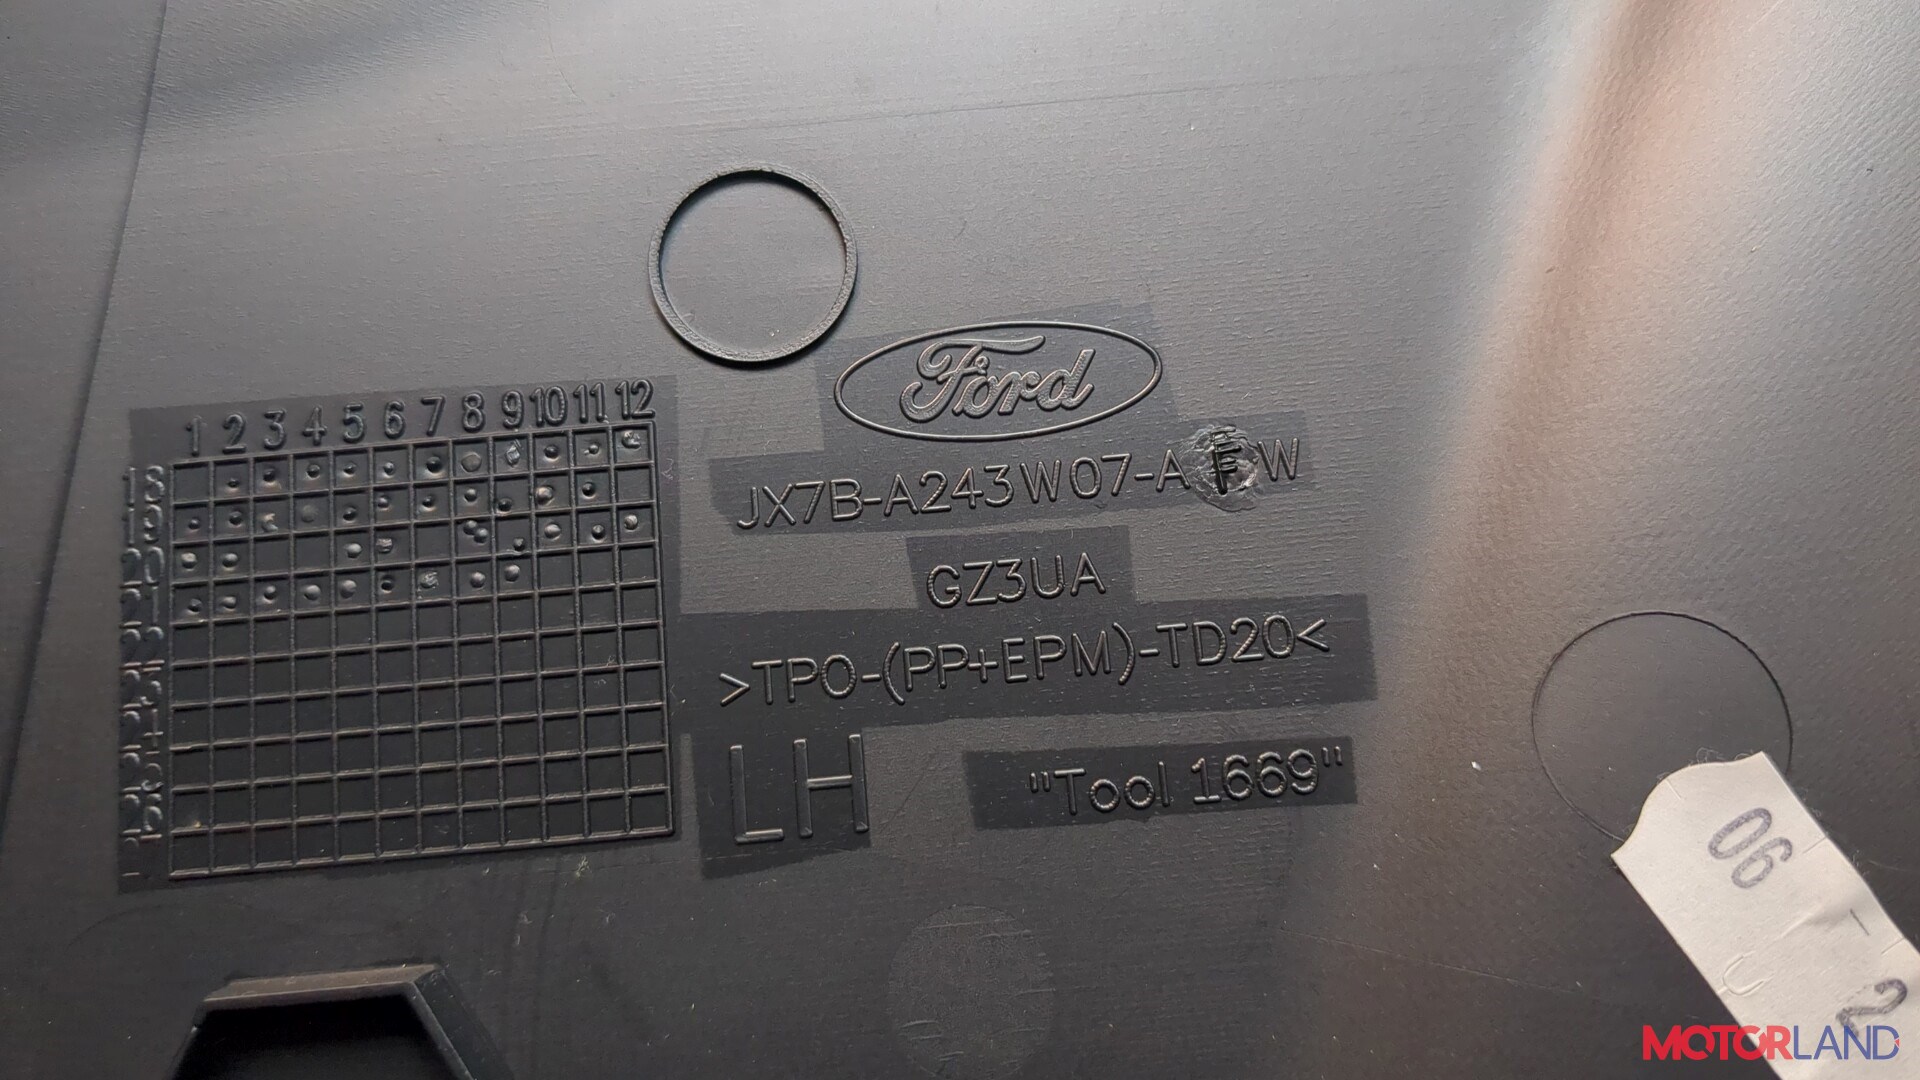 1 2 3 4 5 6 7 8 9 10 11 12
18
19
20
21
Ford
JX7B-A243W07-A W
GZ3UA
>TPO-(PP+EPM)-TD20<
LH
"Tool 1669"
06
2
MOTORLAND